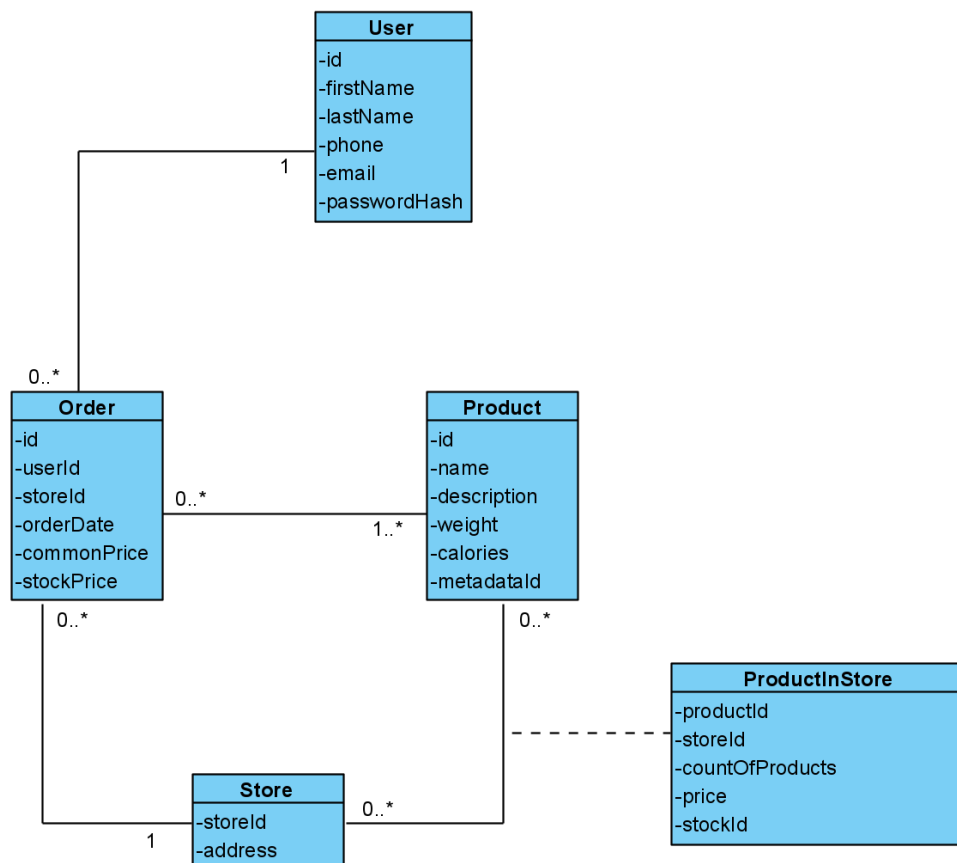 User
-id
-firstName
-lastName
-phone
-email
-passwordHash
1
0..*
Order
-id
-userId
-storeId
-orderDate
-commonPrice
-stockPrice
Product
-id
-name
-description
-weight
-calories
-metadataId
0..*
1..*
0..*
0..*
ProductInStore
-productId
-storeId
-countOfProducts
-price
-stockId
Store
-storeId
-address
0..*
1